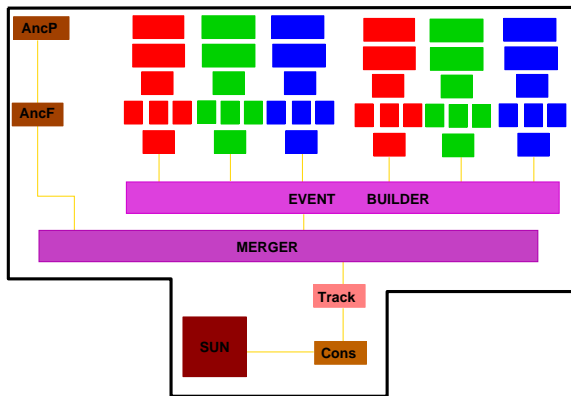 AncP
AncF
EVENT BUILDER
MERGER
Track
SUN
Cons